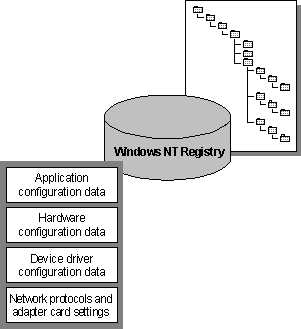 Windows NT Registry
Application
configuration data
Hardware
configuration data
Device driver
configuration data
Network protocols and
adapter card settings